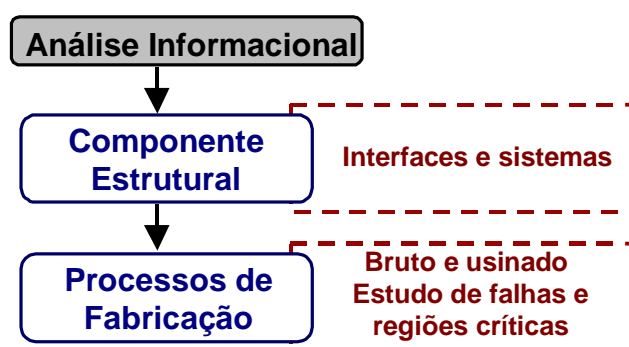 Análise Informacional
Componente
Estrutural
Interfaces e sistemas
Processos de
Fabricação
Bruto e usinado
Estudo de falhas e
regiões críticas